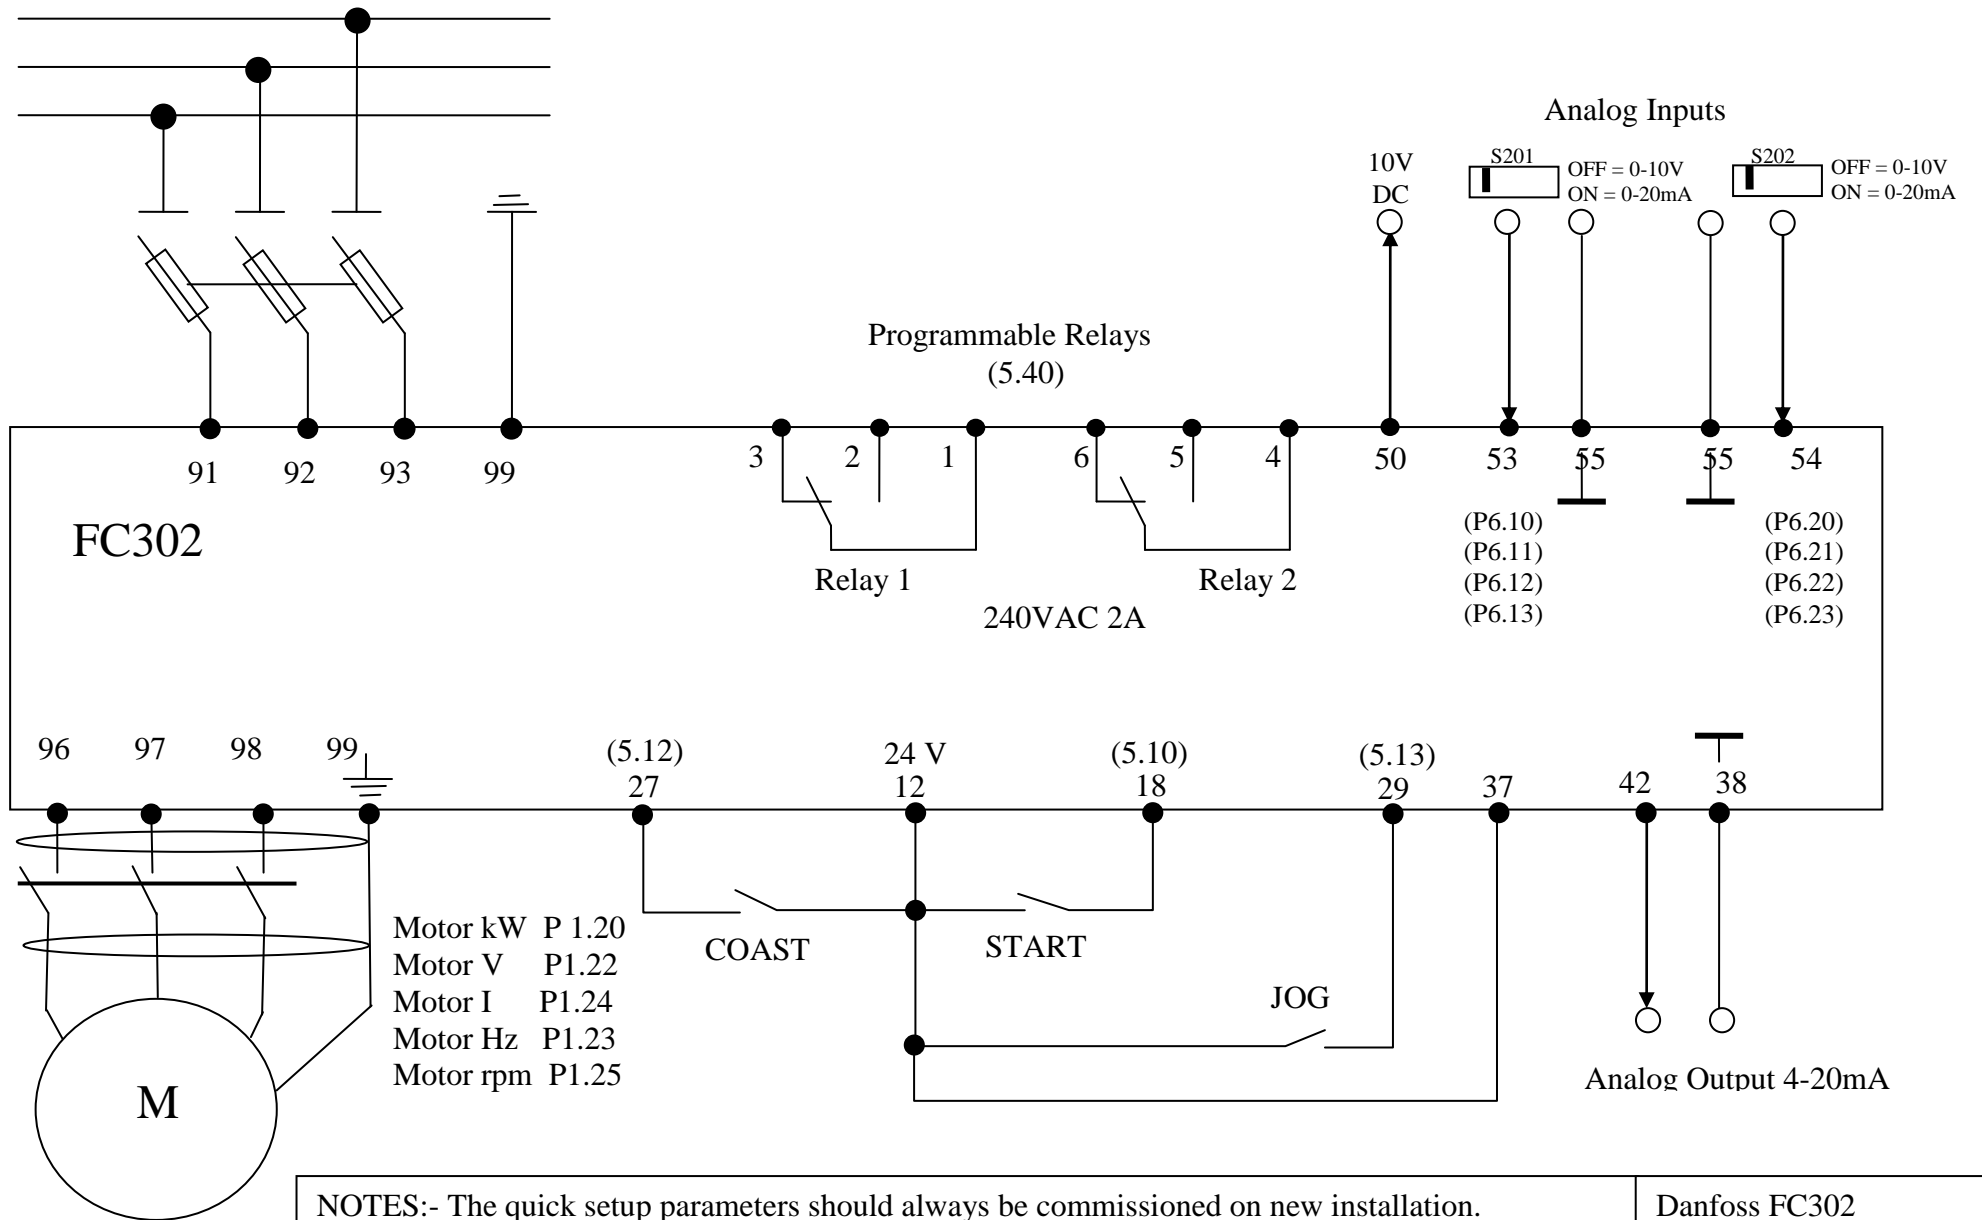 Analog Inputs
10V
DC
S201
OFF = 0-10V
ON = 0-20mA
S202
OFF = 0-10V
ON = 0-20mA
Programmable Relays
(5.40)
91 92 93 99 3 2 1 6 5 4 50 53 55 55 54
FC302
Relay 1
Relay 2
240VAC 2A
(P6.10)
(P6.11)
(P6.12)
(P6.13)
(P6.20)
(P6.21)
(P6.22)
(P6.23)
96 97 98 99
(5.12)
27
24 V
12
(5.10)
18
(5.13)
29
37
42
38
COAST
START
JOG
Motor kW P 1.20
Motor V P1.22
Motor I P1.24
Motor Hz P1.23
Motor rpm P1.25
M
Analog Output 4-20mA
NOTES:- The quick setup parameters should always be commissioned on new installation.
Danfoss FC302